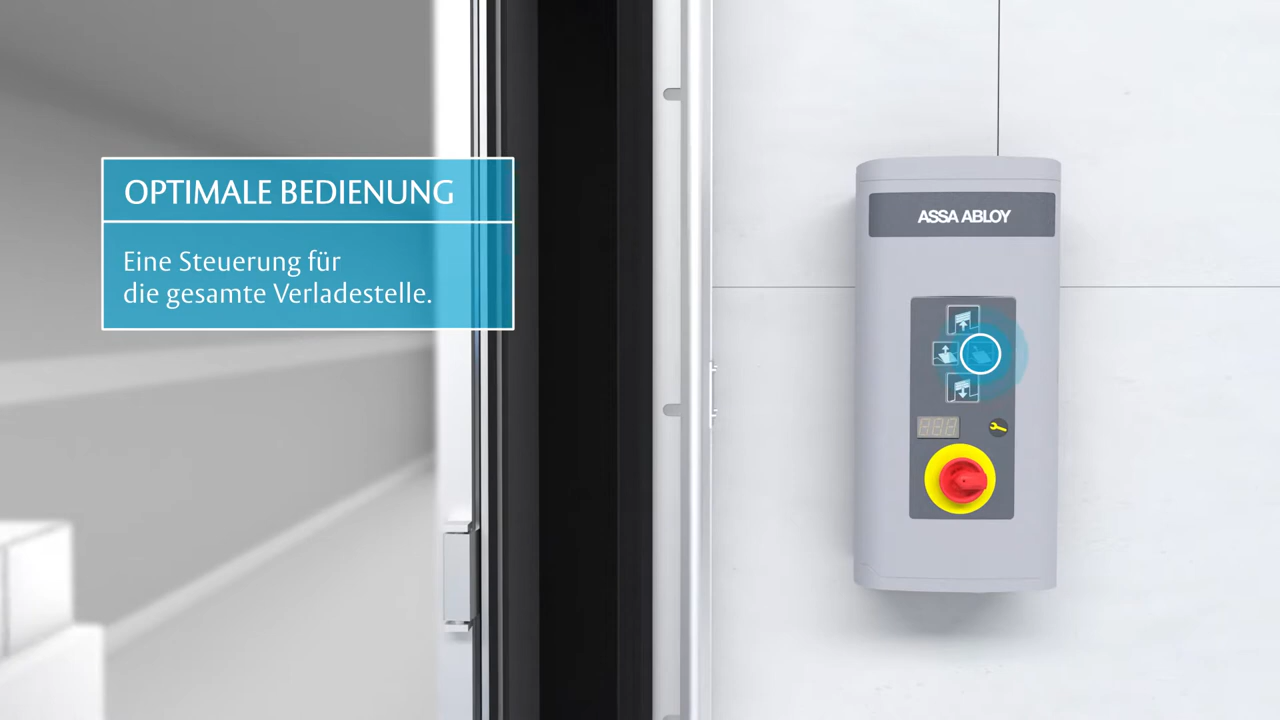 OPTIMALE BEDIENUNG
Eine Steuerung für
die gesamte Verladestelle.
ASSA ABLOY